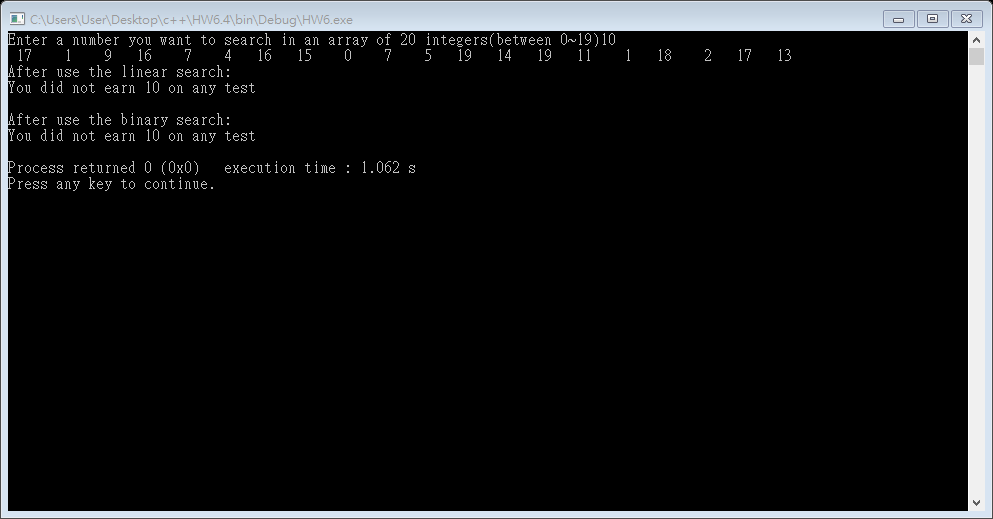 C:\Users\User\Desktop\c++\HW6.4\bin\Debug\HW6.exe
Enter a number you want to search in an array of 20 integers(between 0~19)10
17 1 9 16 7 4 16 15 0 7 5 19 14 19 11 1 18 2 17 13
After use the linear search:
You did not earn 10 on any test
After use the binary search:
You did not earn 10 on any test
Process returned 0 (0x0) execution time : 1.062 s
Press any key to continue.